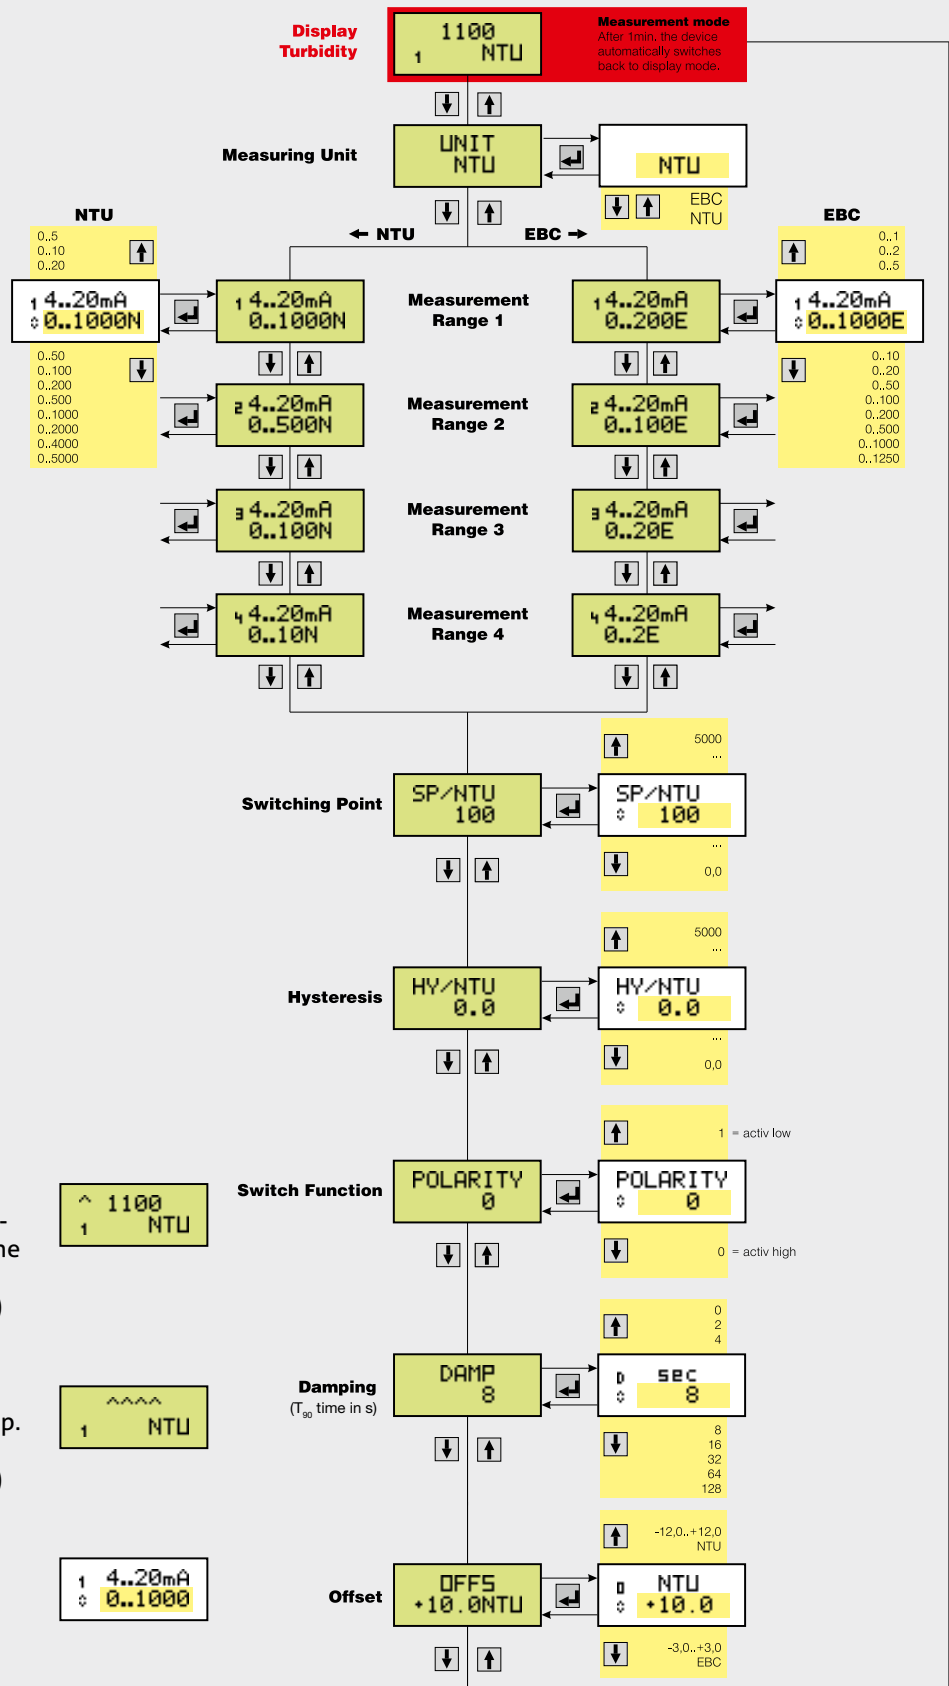 Display
Turbidity
1100
1 NTU
Measurement mode
After 1min. the device
automatically switches
back to display mode.
Measuring Unit
UNIT
NTU
NTU
EBC
NTU
NTU
← NTU
EBC →
EBC
0..5
0..10
0..20
1 4..20mA
0..1000N
0..50
0..100
0..200
0..500
0..1000
0..2000
0..4000
0..5000
1 4..20mA
0..1000N
Measurement
Range 1
1 4..20mA
0..200E
0..1
0..2
0..5
1 4..20mA
0..1000E
0..10
0..20
0..50
0..100
0..200
0..500
0..1000
0..1250
2 4..20mA
0..500N
Measurement
Range 2
2 4..20mA
0..100E
3 4..20mA
0..100N
Measurement
Range 3
3 4..20mA
0..20E
4 4..20mA
0..10N
Measurement
Range 4
4 4..20mA
0..2E
Switching Point
SP/NTU
100
5000
...
SP/NTU
100
...
0,0
Hysteresis
HY/NTU
0.0
5000
...
HY/NTU
0.0
...
0,0
Switch Function
POLARITY
0
1 = activ low
POLARITY
0
0 = activ high
^ 1100
1 NTU
-
ne
)
Damping
(T90 time in s)
DAMP
8
0
2
4
D sec
8
8
16
32
64
128
^^^^
1 NTU
p.
)
Offset
OFFS
+10.0NTU
-12,0..+12,0
NTU
O NTU
+10.0
-3,0..+3,0
EBC
1 4..20mA
0..1000